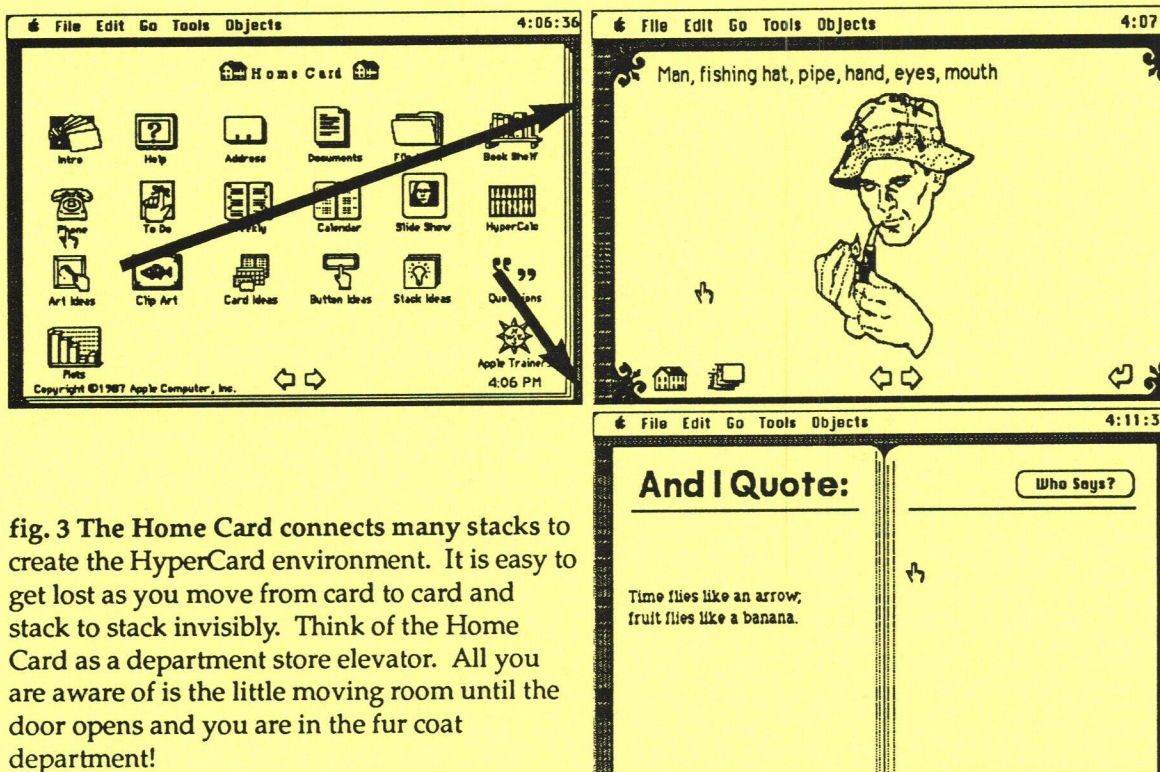 File Edit Go Tools Objects 4:06:36
Home Card
Intro Help Address Documents Book Shelf
Phone To Do Calendar Slide Show HyperCalc
Art Ideas Clip Art Card Ideas Button Ideas Stack Ideas
Plots Apple Trainer
Copyright ©1987 Apple Computer, Inc. 4:06 PM
File Edit Go Tools Objects 4:07
Man, fishing hat, pipe, hand, eyes, mouth
File Edit Go Tools Objects 4:11:3
And I Quote:
Who Says?
Time flies like an arrow;
fruit flies like a banana.
fig. 3 The Home Card connects many stacks to
create the HyperCard environment. It is easy to
get lost as you move from card to card and
stack to stack invisibly. Think of the Home
Card as a department store elevator. All you
are aware of is the little moving room until the
door opens and you are in the fur coat
department!